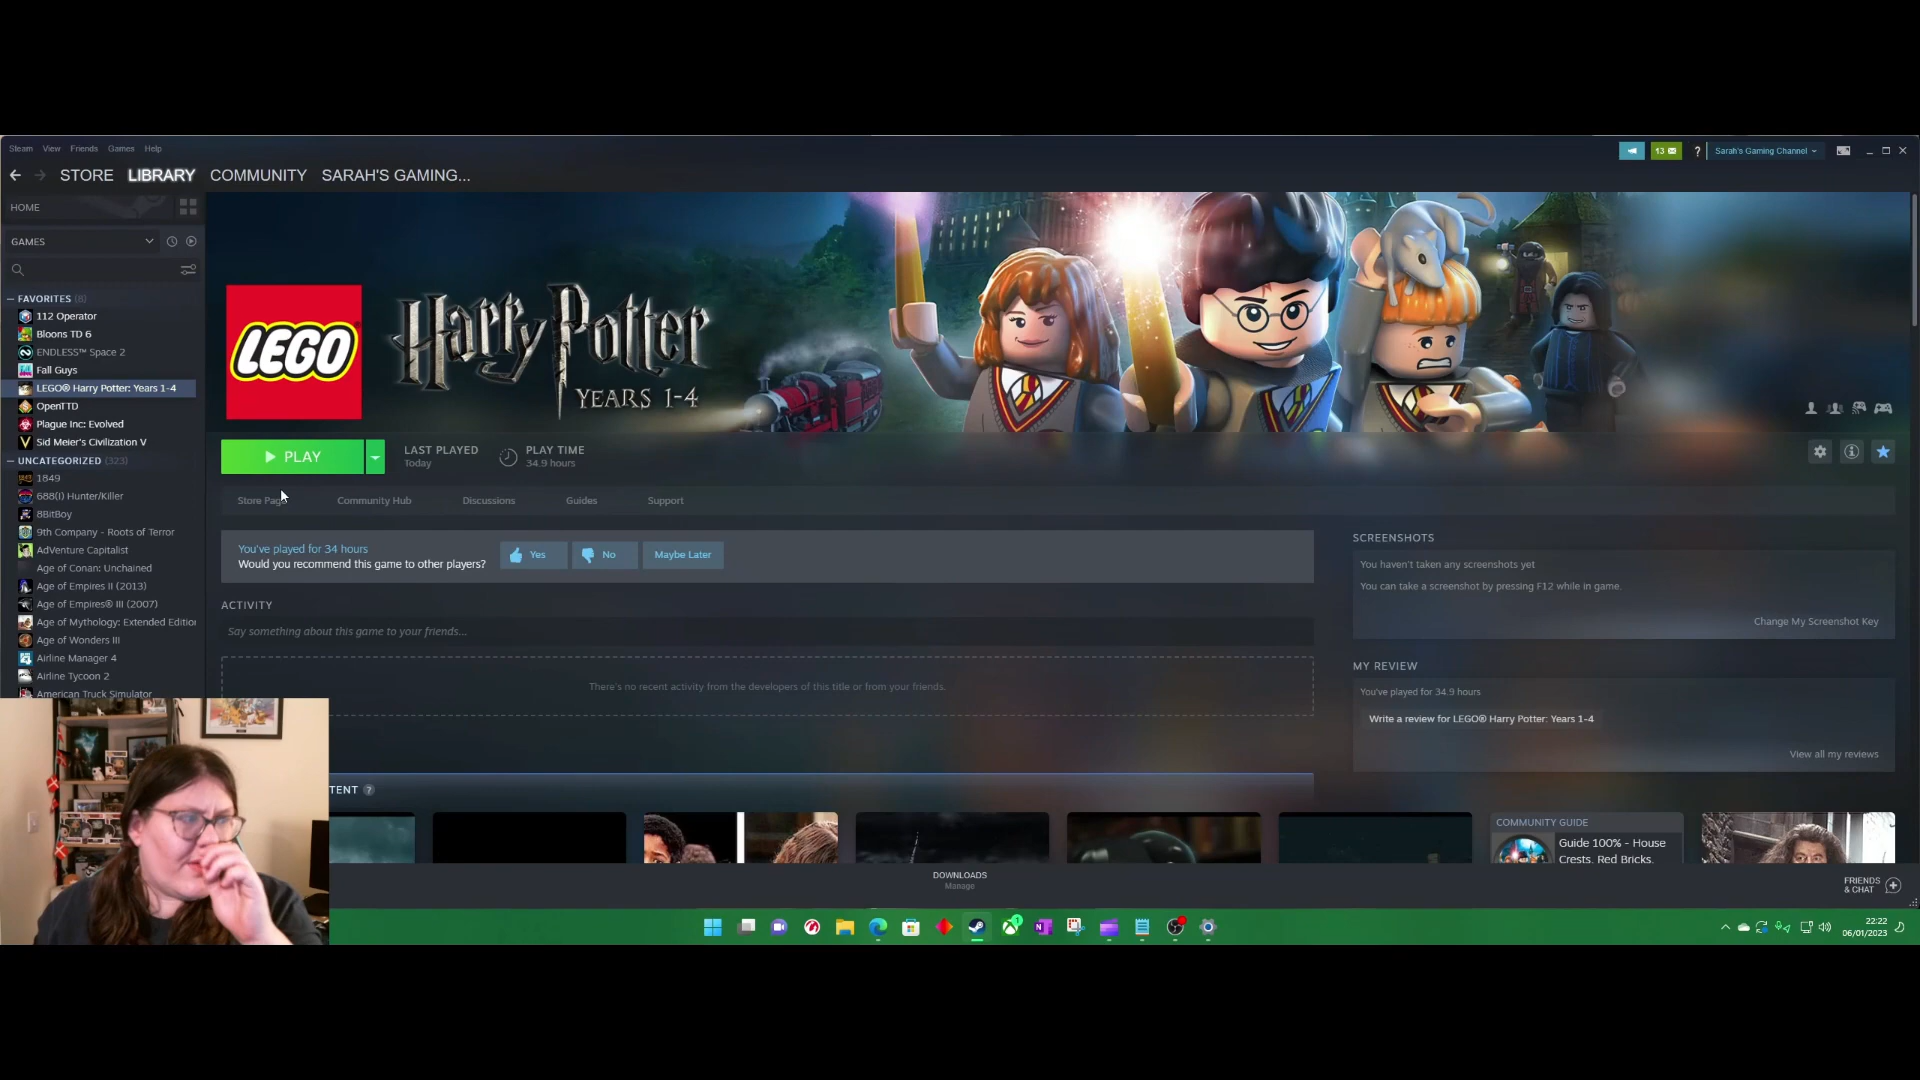 Steam View Friends Games Help
13 ? Sarah's Gaming Channel
STORE LIBRARY COMMUNITY SARAH'S GAMING...
HOME
GAMES
FAVORITES (8)
112 Operator
Bloons TD 6
ENDLESS™ Space 2
Fall Guys
LEGO® Harry Potter: Years 1-4
OpenTTD
Plague Inc: Evolved
Sid Meier's Civilization V
UNCATEGORIZED (323)
1849
688(I) Hunter/Killer
8BitBoy
9th Company - Roots of Terror
AdVenture Capitalist
Age of Conan: Unchained
Age of Empires II (2013)
Age of Empires® III (2007)
Age of Mythology: Extended Edition
Age of Wonders III
Airline Manager 4
Airline Tycoon 2
American Truck Simulator
LEGO
Harry Potter
YEARS 1-4
PLAY
LAST PLAYED
Today
PLAY TIME
34.9 hours
Store Page Community Hub Discussions Guides Support
You've played for 34 hours
Would you recommend this game to other players?
Yes No Maybe Later
ACTIVITY
Say something about this game to your friends...
There's no recent activity from the developers of this title or from your friends.
SCREENSHOTS
You haven't taken any screenshots yet
You can take a screenshot by pressing F12 while in game.
Change My Screenshot Key
MY REVIEW
You've played for 34.9 hours
Write a review for LEGO® Harry Potter: Years 1-4
View all my reviews
TENT ?
COMMUNITY GUIDE
Guide 100% - House
Crests, Red Bricks,
DOWNLOADS
Manage
FRIENDS
& CHAT
1
22:22
06/01/2023